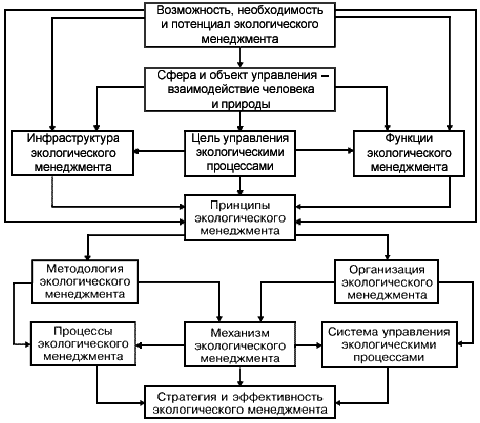 Возможность, необходимость
и потенциал экологического
менеджмента
Сфера и объект управления –
взаимодействие человека
и природы
Инфраструктура
экологического
менеджмента
Цель управления
экологическими
процессами
Функции
экологического
менеджмента
Принципы
экологического
менеджмента
Методология
экологического
менеджмента
Организация
экологического
менеджмента
Процессы
экологического
менеджмента
Механизм
экологического
менеджмента
Система управления
экологическими
процессами
Стратегия и эффективность
экологического менеджмента